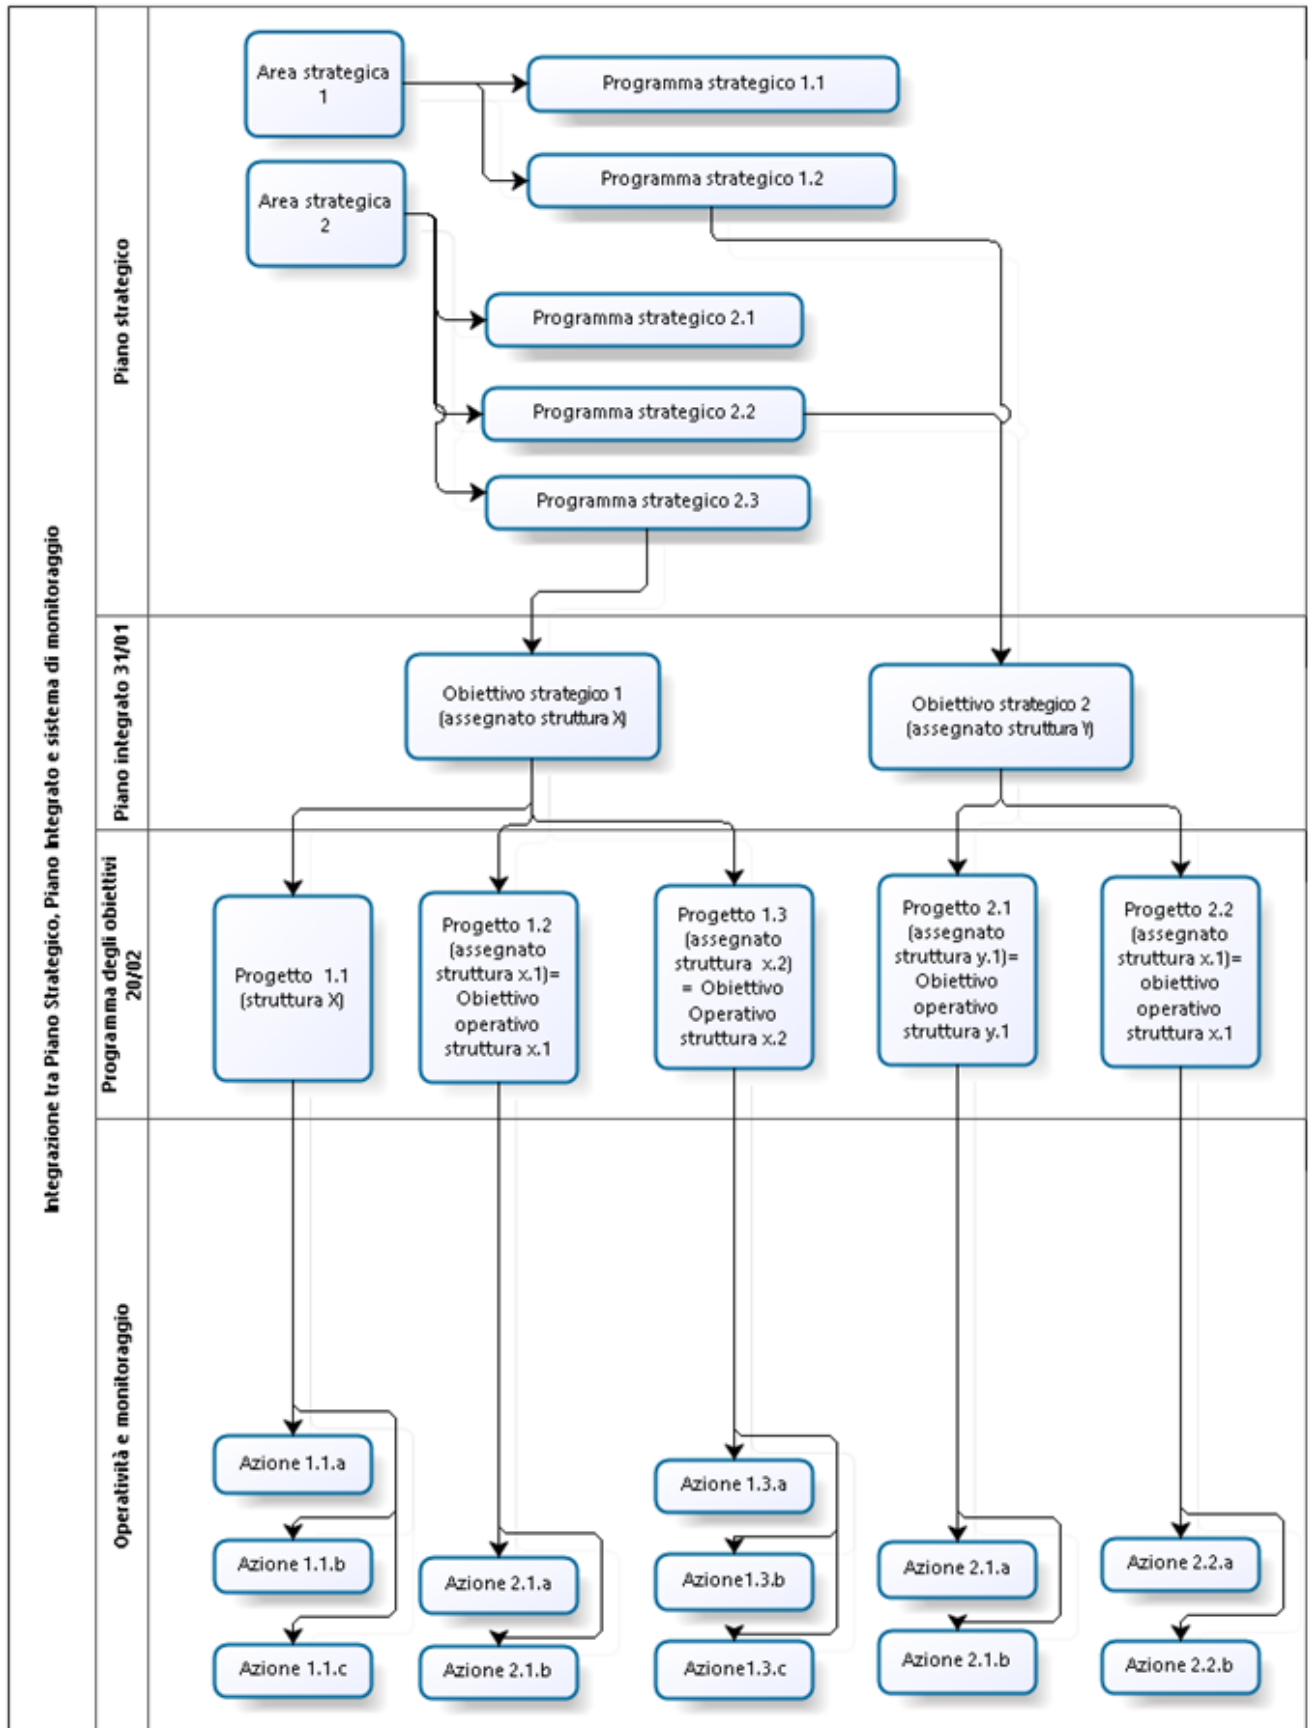 Integrazione tra Piano Strategico, Piano Integrato e sistema di monitoraggio
Piano strategico
Area strategica
1
Programma strategico 1.1
Programma strategico 1.2
Area strategica
2
Programma strategico 2.1
Programma strategico 2.2
Programma strategico 2.3
Piano integrato 31/01
Obiettivo strategico 1
(assegnato struttura X)
Obiettivo strategico 2
(assegnato struttura Y)
Programma degli obiettivi
20/02
Progetto 1.1
(struttura X)
Progetto 1.2
(assegnato
struttura x.1)=
Obiettivo
operativo
struttura x.1
Progetto 1.3
(assegnato
struttura x.2)
= Obiettivo
Operativo
struttura x.2
Progetto 2.1
(assegnato
struttura y.1)=
Obiettivo
operativo
struttura y.1
Progetto 2.2
(assegnato
struttura x.1)=
obiettivo
operativo
struttura x.1
Operatività e monitoraggio
Azione 1.1.a
Azione 1.1.b
Azione 1.1.c
Azione 2.1.a
Azione 2.1.b
Azione 1.3.a
Azione1.3.b
Azione1.3.c
Azione 2.1.a
Azione 2.1.b
Azione 2.2.a
Azione 2.2.b